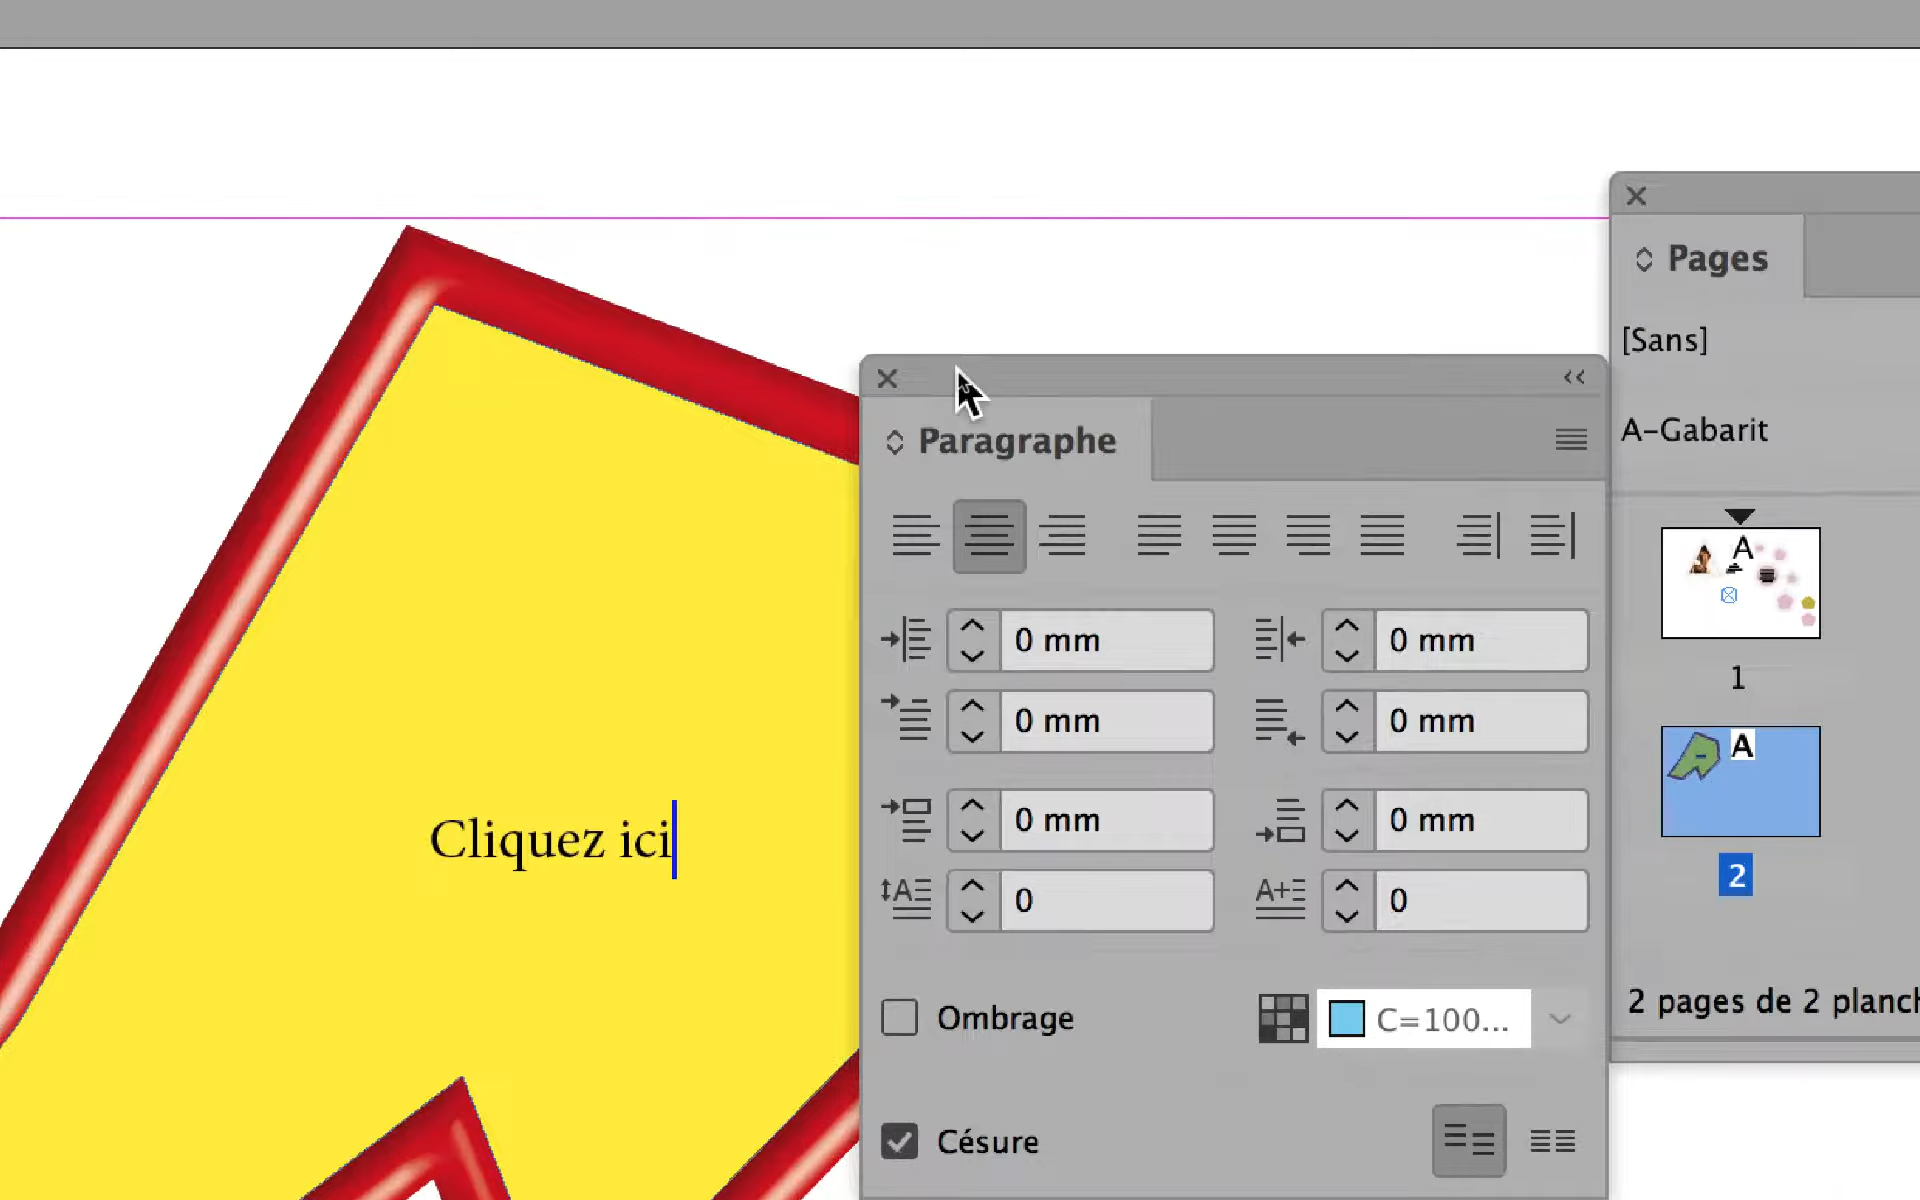 Pages
[Sans]
A-Gabarit
Paragraphe
A
1
A
2
2 pages de 2 planch
0 mm
0 mm
0 mm
0 mm
0 mm
0 mm
0
0
Ombrage
C=100...
Césure
Cliquez ici